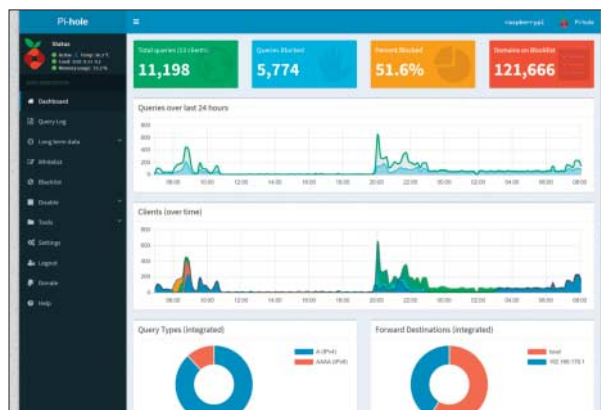 Pi-hole
raspberrypi
Pi-hole
Status
Active
Temp:
Load:
Memory usage:
Total queries (13 clients)
11,198
Queries Blocked
5,774
Percent Blocked
51.6%
Domains on Blocklist
121,666
Dashboard
Query Log
Long term data
Whitelist
Blacklist
Disable
Tools
Settings
Logout
Donate
Help
Queries over last 24 hours
800
600
400
200
0
08:00 10:00 12:00 14:00 16:00 18:00 20:00 22:00 00:00 02:00 04:00 06:00 08:00
Clients (over time)
800
600
400
200
0
08:00 10:00 12:00 14:00 16:00 18:00 20:00 22:00 00:00 02:00 04:00 06:00 08:00
Query Types (integrated)
A (IPv4)
AAAA (IPv6)
Forward Destinations (integrated)
local